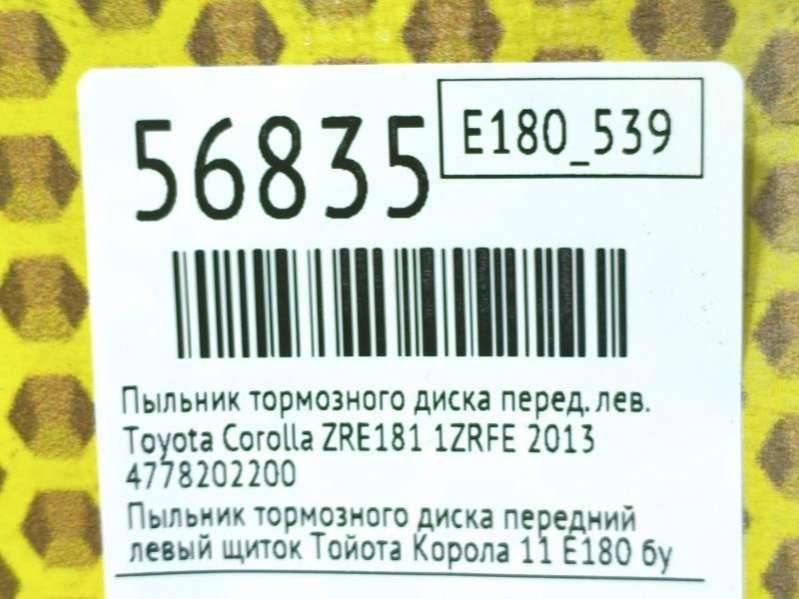 56835
E180_539
Пыльник тормозного диска перед. лев.
Toyota Corolla ZRE181 1ZRFE 2013
4778202200
Пыльник тормозного диска передний
левый щиток Тойота Корола 11 Е180 бу